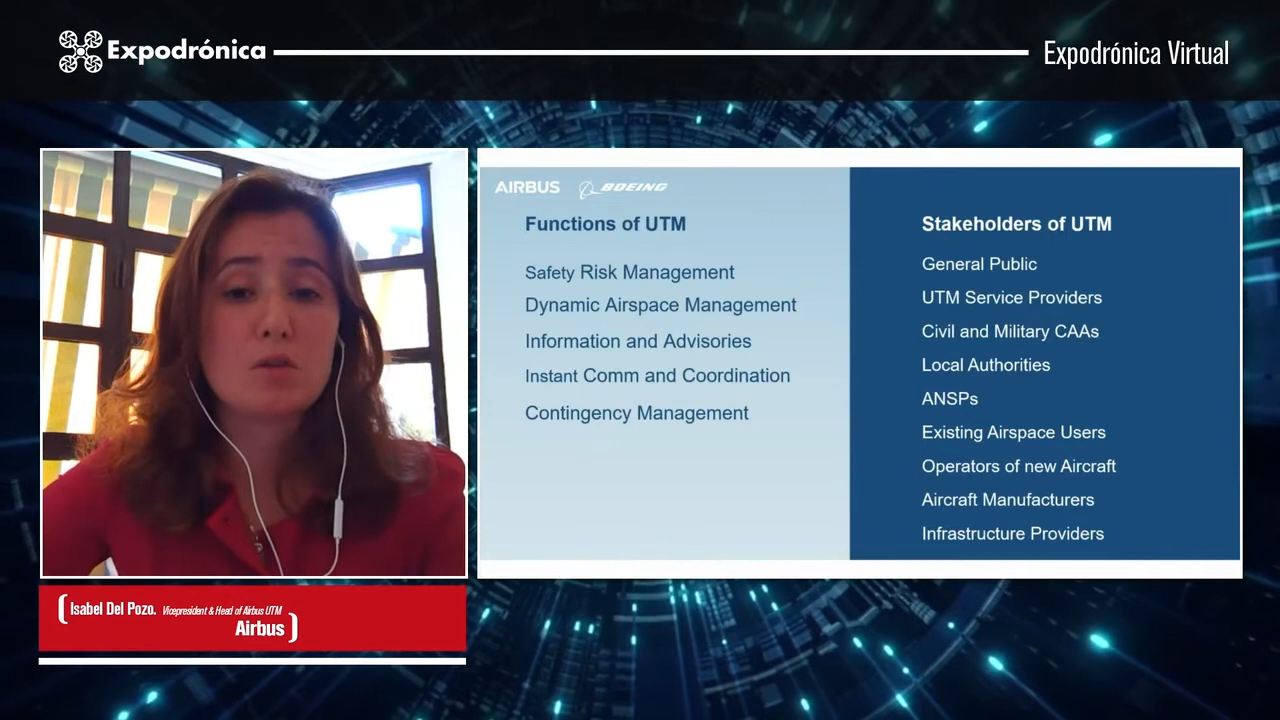 Expodrónica
Expodrónica Virtual
AIRBUS BOEING
Functions of UTM
Safety Risk Management
Dynamic Airspace Management
Information and Advisories
Instant Comm and Coordination
Contingency Management
Stakeholders of UTM
General Public
UTM Service Providers
Civil and Military CAAs
Local Authorities
ANSPs
Existing Airspace Users
Operators of new Aircraft
Aircraft Manufacturers
Infrastructure Providers
Isabel Del Pozo. Vicepresident & Head of Airbus UTM
Airbus